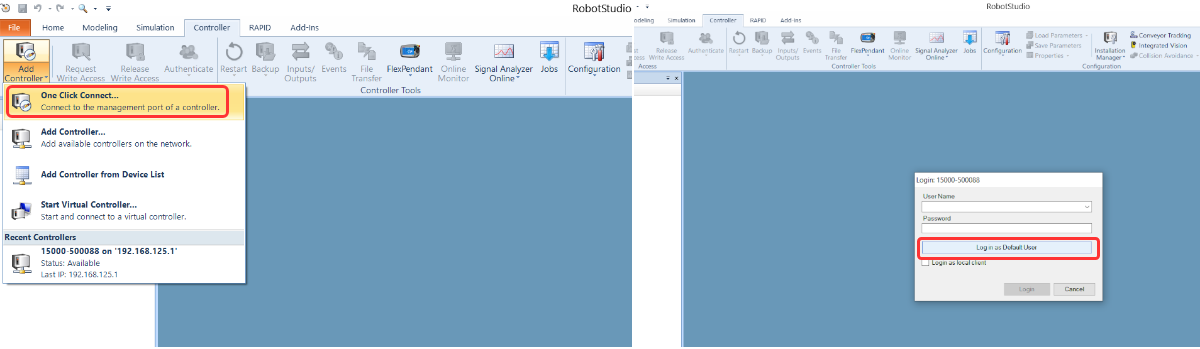 RobotStudio
File Home Modeling Simulation Controller RAPID Add-Ins
Add Controller
Request Write Access
Release Write Access
Authenticate
Restart
Backup
Inputs/ Outputs
Events
File Transfer
FlexPendant
Online Monitor
Signal Analyzer Online
Jobs
Configuration
Controller Tools
One Click Connect...
Connect to the management port of a controller.
Add Controller...
Add available controllers on the network.
Add Controller from Device List
Start Virtual Controller...
Start and connect to a virtual controller.
Recent Controllers
15000-500088 on '192.168.125.1'
Status: Available
Last IP: 192.168.125.1
RobotStudio
Modeling Simulation Controller RAPID Add-Ins
Release
Access
Authenticate
Restart
Backup
Inputs/ Outputs
Events
File Transfer
FlexPendant
Online Monitor
Signal Analyzer Online
Jobs
Configuration
Load Parameters
Save Parameters
Properties
Installation Manager
Conveyor Tracking
Integrated Vision
Collision Avoidance
Access
Controller Tools
Configuration
Login: 15000-500088
User Name
Password
Login as Default User
Login as local client
Login
Cancel